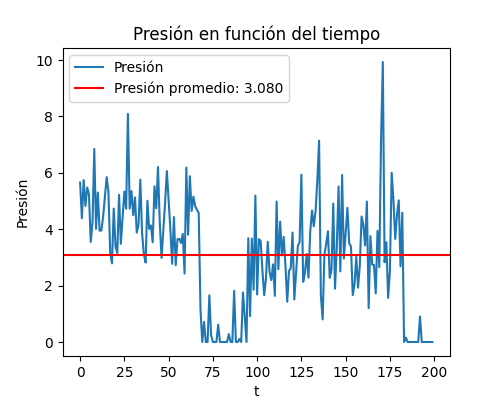 Presión en función del tiempo
Presión
Presión promedio: 3.080
Presión
10
8
6
4
2
0
0 25 50 75 100 125 150 175 200
t